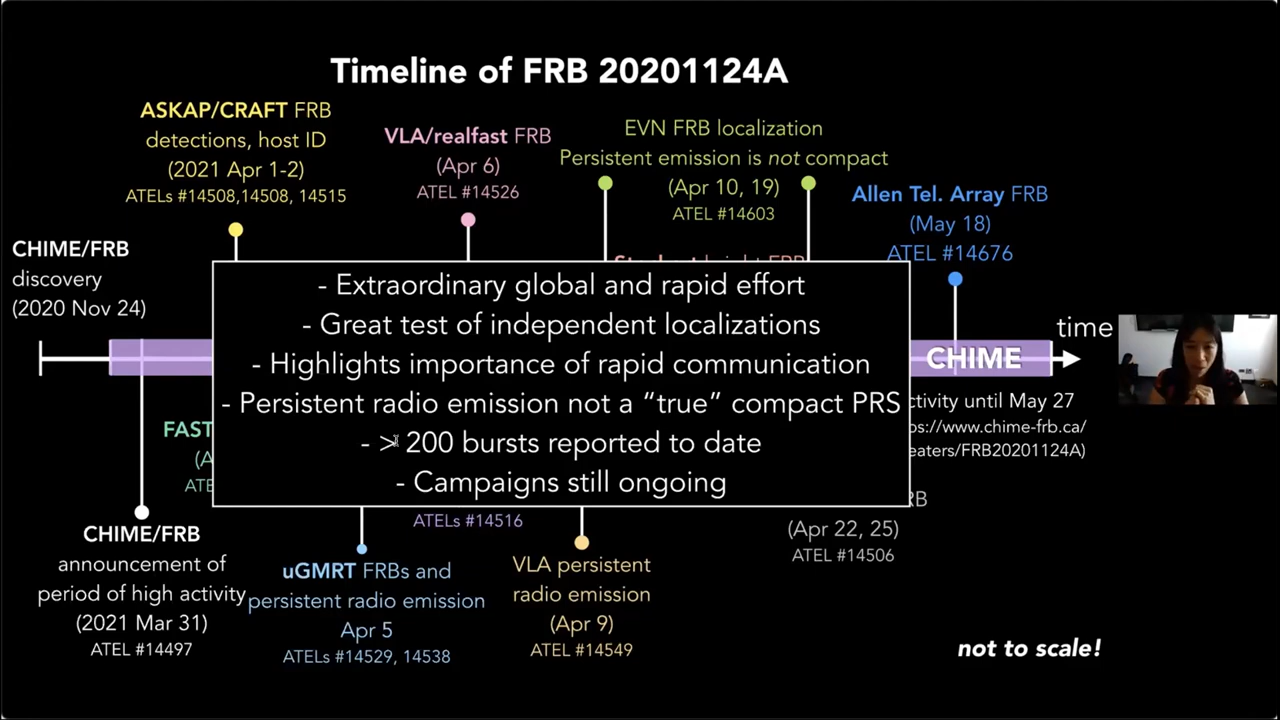 Timeline of FRB 20201124A
ASKAP/CRAFT FRB
detections, host ID
(2021 Apr 1-2)
ATELs #14508,14508, 14515
VLA/realfast FRB
(Apr 6)
ATEL #14526
EVN FRB localization
Persistent emission is not compact
(Apr 10, 19)
ATEL #14603
Allen Tel. Array FRB
(May 18)
ATEL #14676
CHIME/FRB
discovery
(2020 Nov 24)
- Extraordinary global and rapid effort
- Great test of independent localizations
- Highlights importance of rapid communication
- Persistent radio emission not a “true” compact PRS
- > 200 bursts reported to date
- Campaigns still ongoing
time
CHIME
ctivity until May 27
ps://www.chime-frb.ca/
eaters/FRB20201124A)
FAST
(A
ATE
CHIME/FRB
announcement of
period of high activity
(2021 Mar 31)
ATEL #14497
ATELs #14516
uGMRT FRBs and
persistent radio emission
Apr 5
ATELs #14529, 14538
VLA persistent
radio emission
(Apr 9)
ATEL #14549
RB
(Apr 22, 25)
ATEL #14506
not to scale!